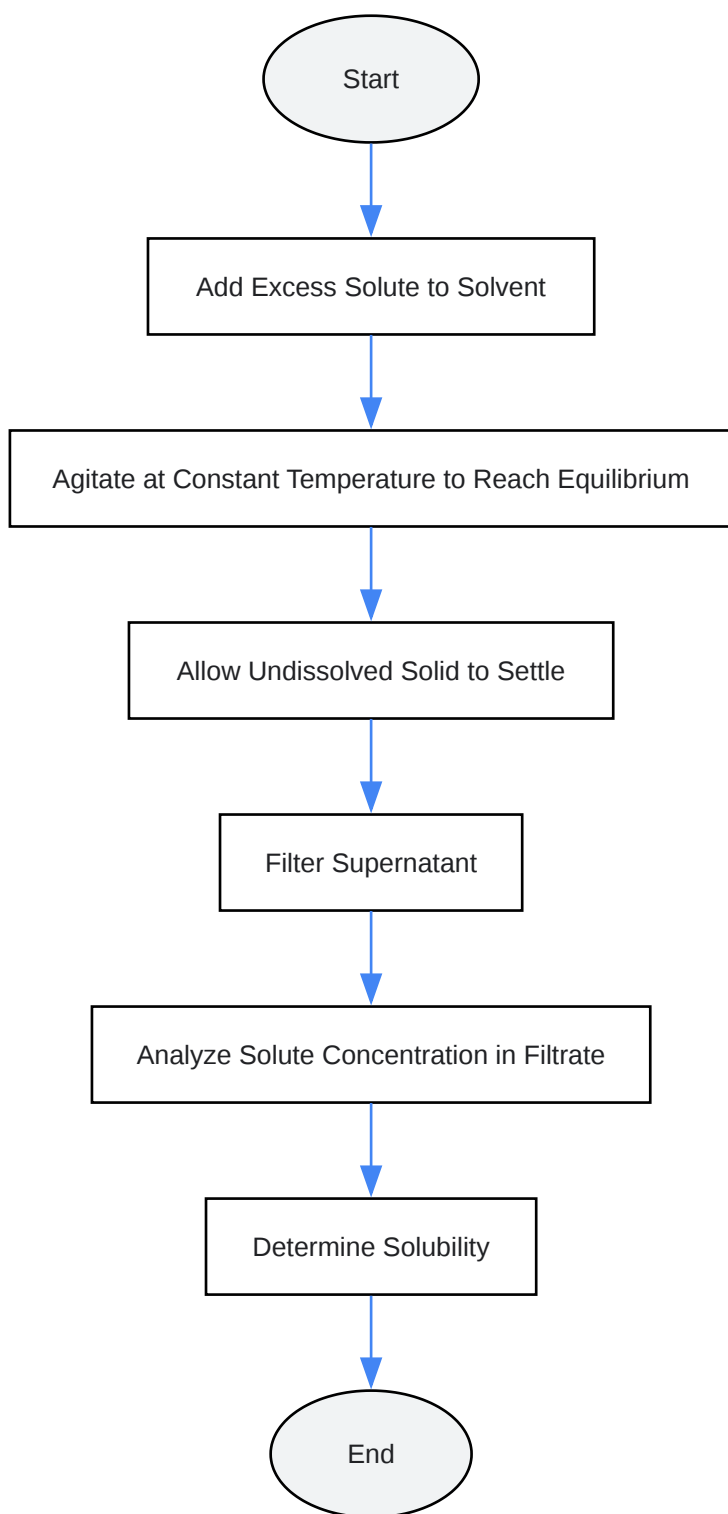 Start
Add Excess Solute to Solvent
Agitate at Constant Temperature to Reach Equilibrium
Allow Undissolved Solid to Settle
Filter Supernatant
Analyze Solute Concentration in Filtrate
Determine Solubility
End